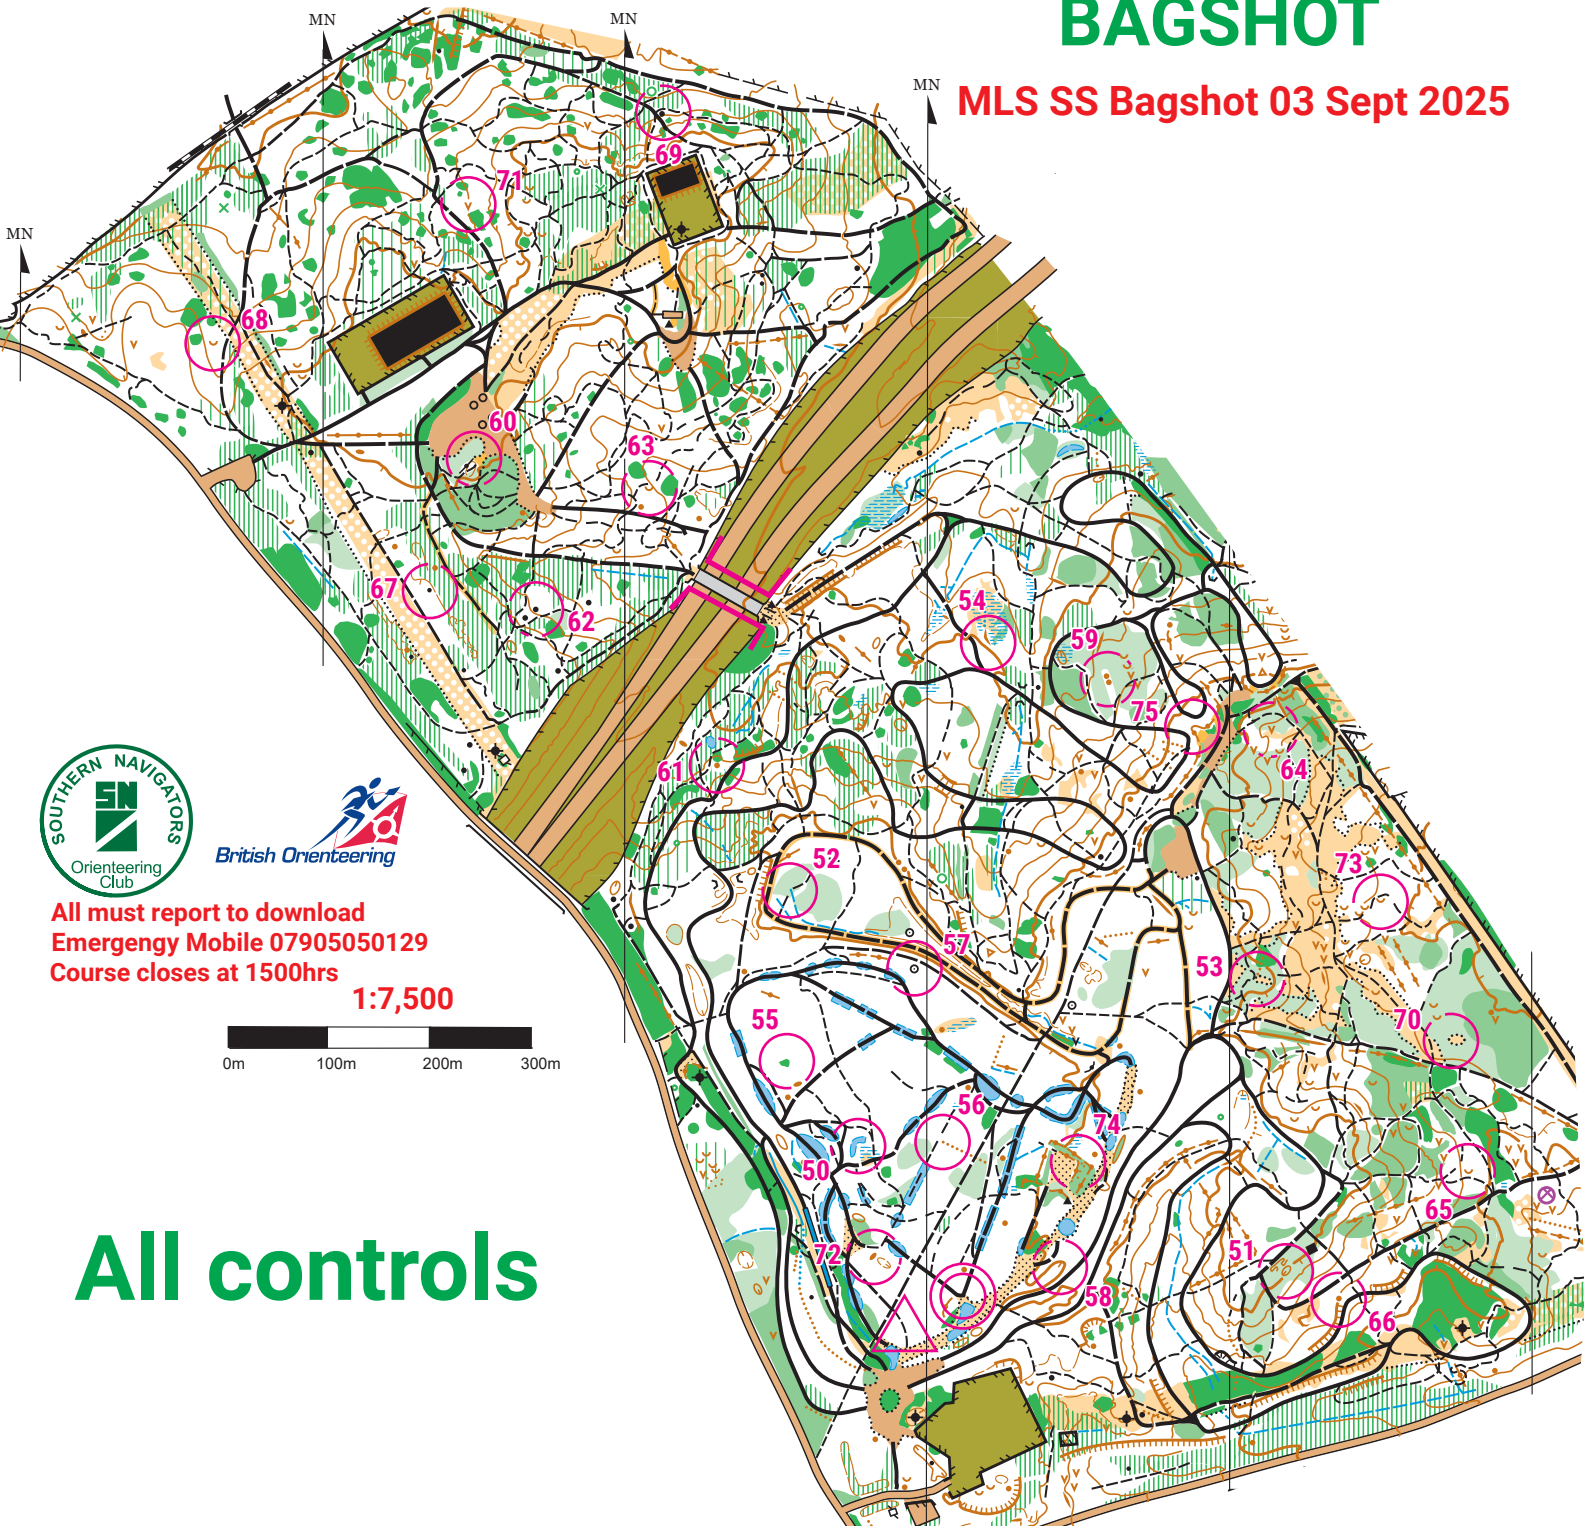 BAGSHOT
MLS SS Bagshot 03 Sept 2025
MN
MN
MN
MN
69
71
68
60
63
67
62
54
59
75
64
61
52
73
57
53
70
55
56
74
50
65
72
51
58
66
SOUTHERN NAVIGATORS
SN
Orienteering
Club
British Orienteering
All must report to download
Emergengy Mobile 07905050129
Course closes at 1500hrs
1:7,500
0m 100m 200m 300m
All controls